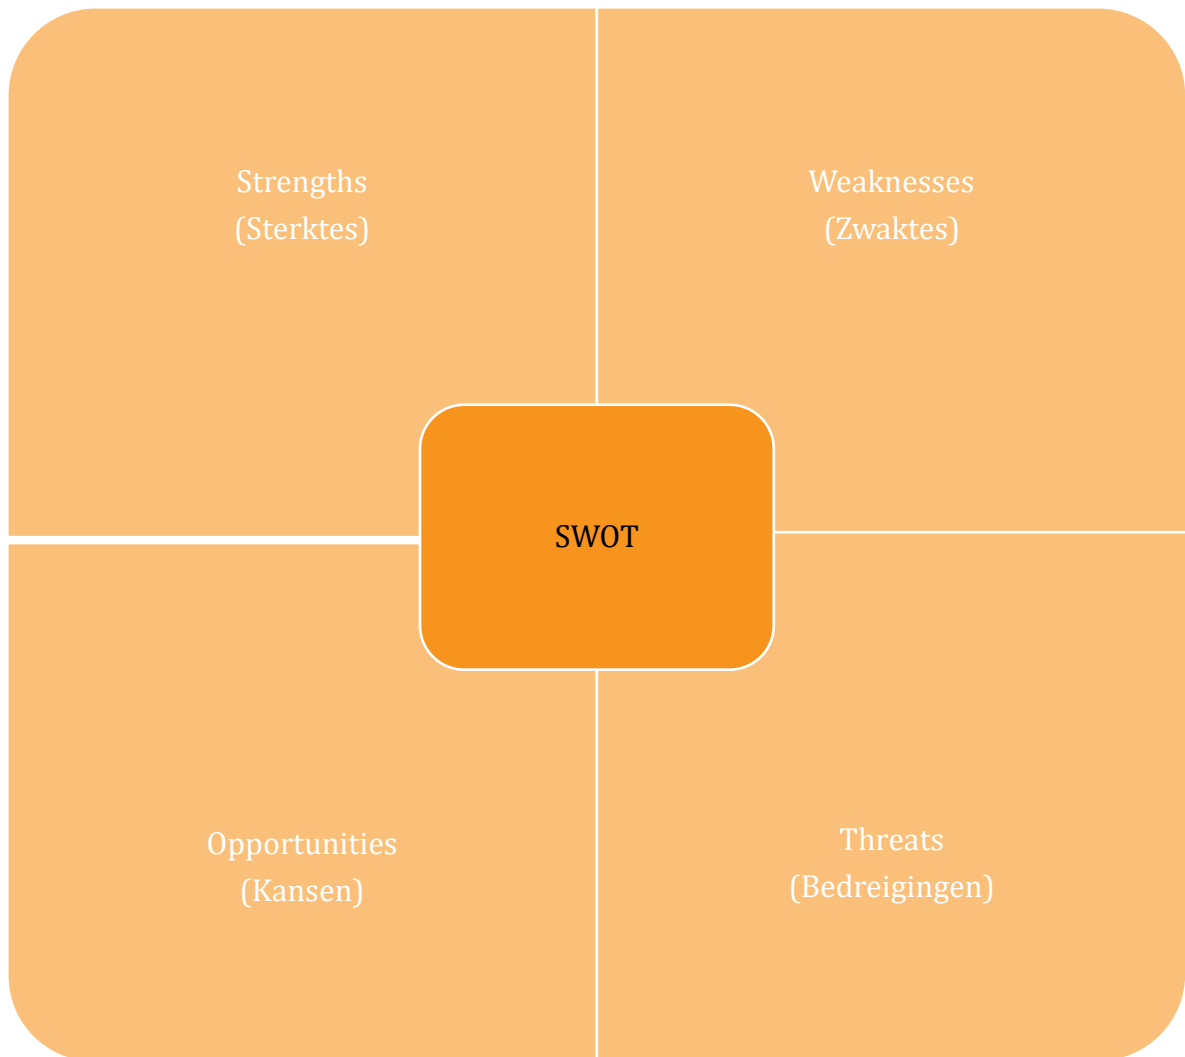 Strengths
(Sterktes)
Weaknesses
(Zwaktes)
SWOT
Opportunities
(Kansen)
Threats
(Bedreigingen)